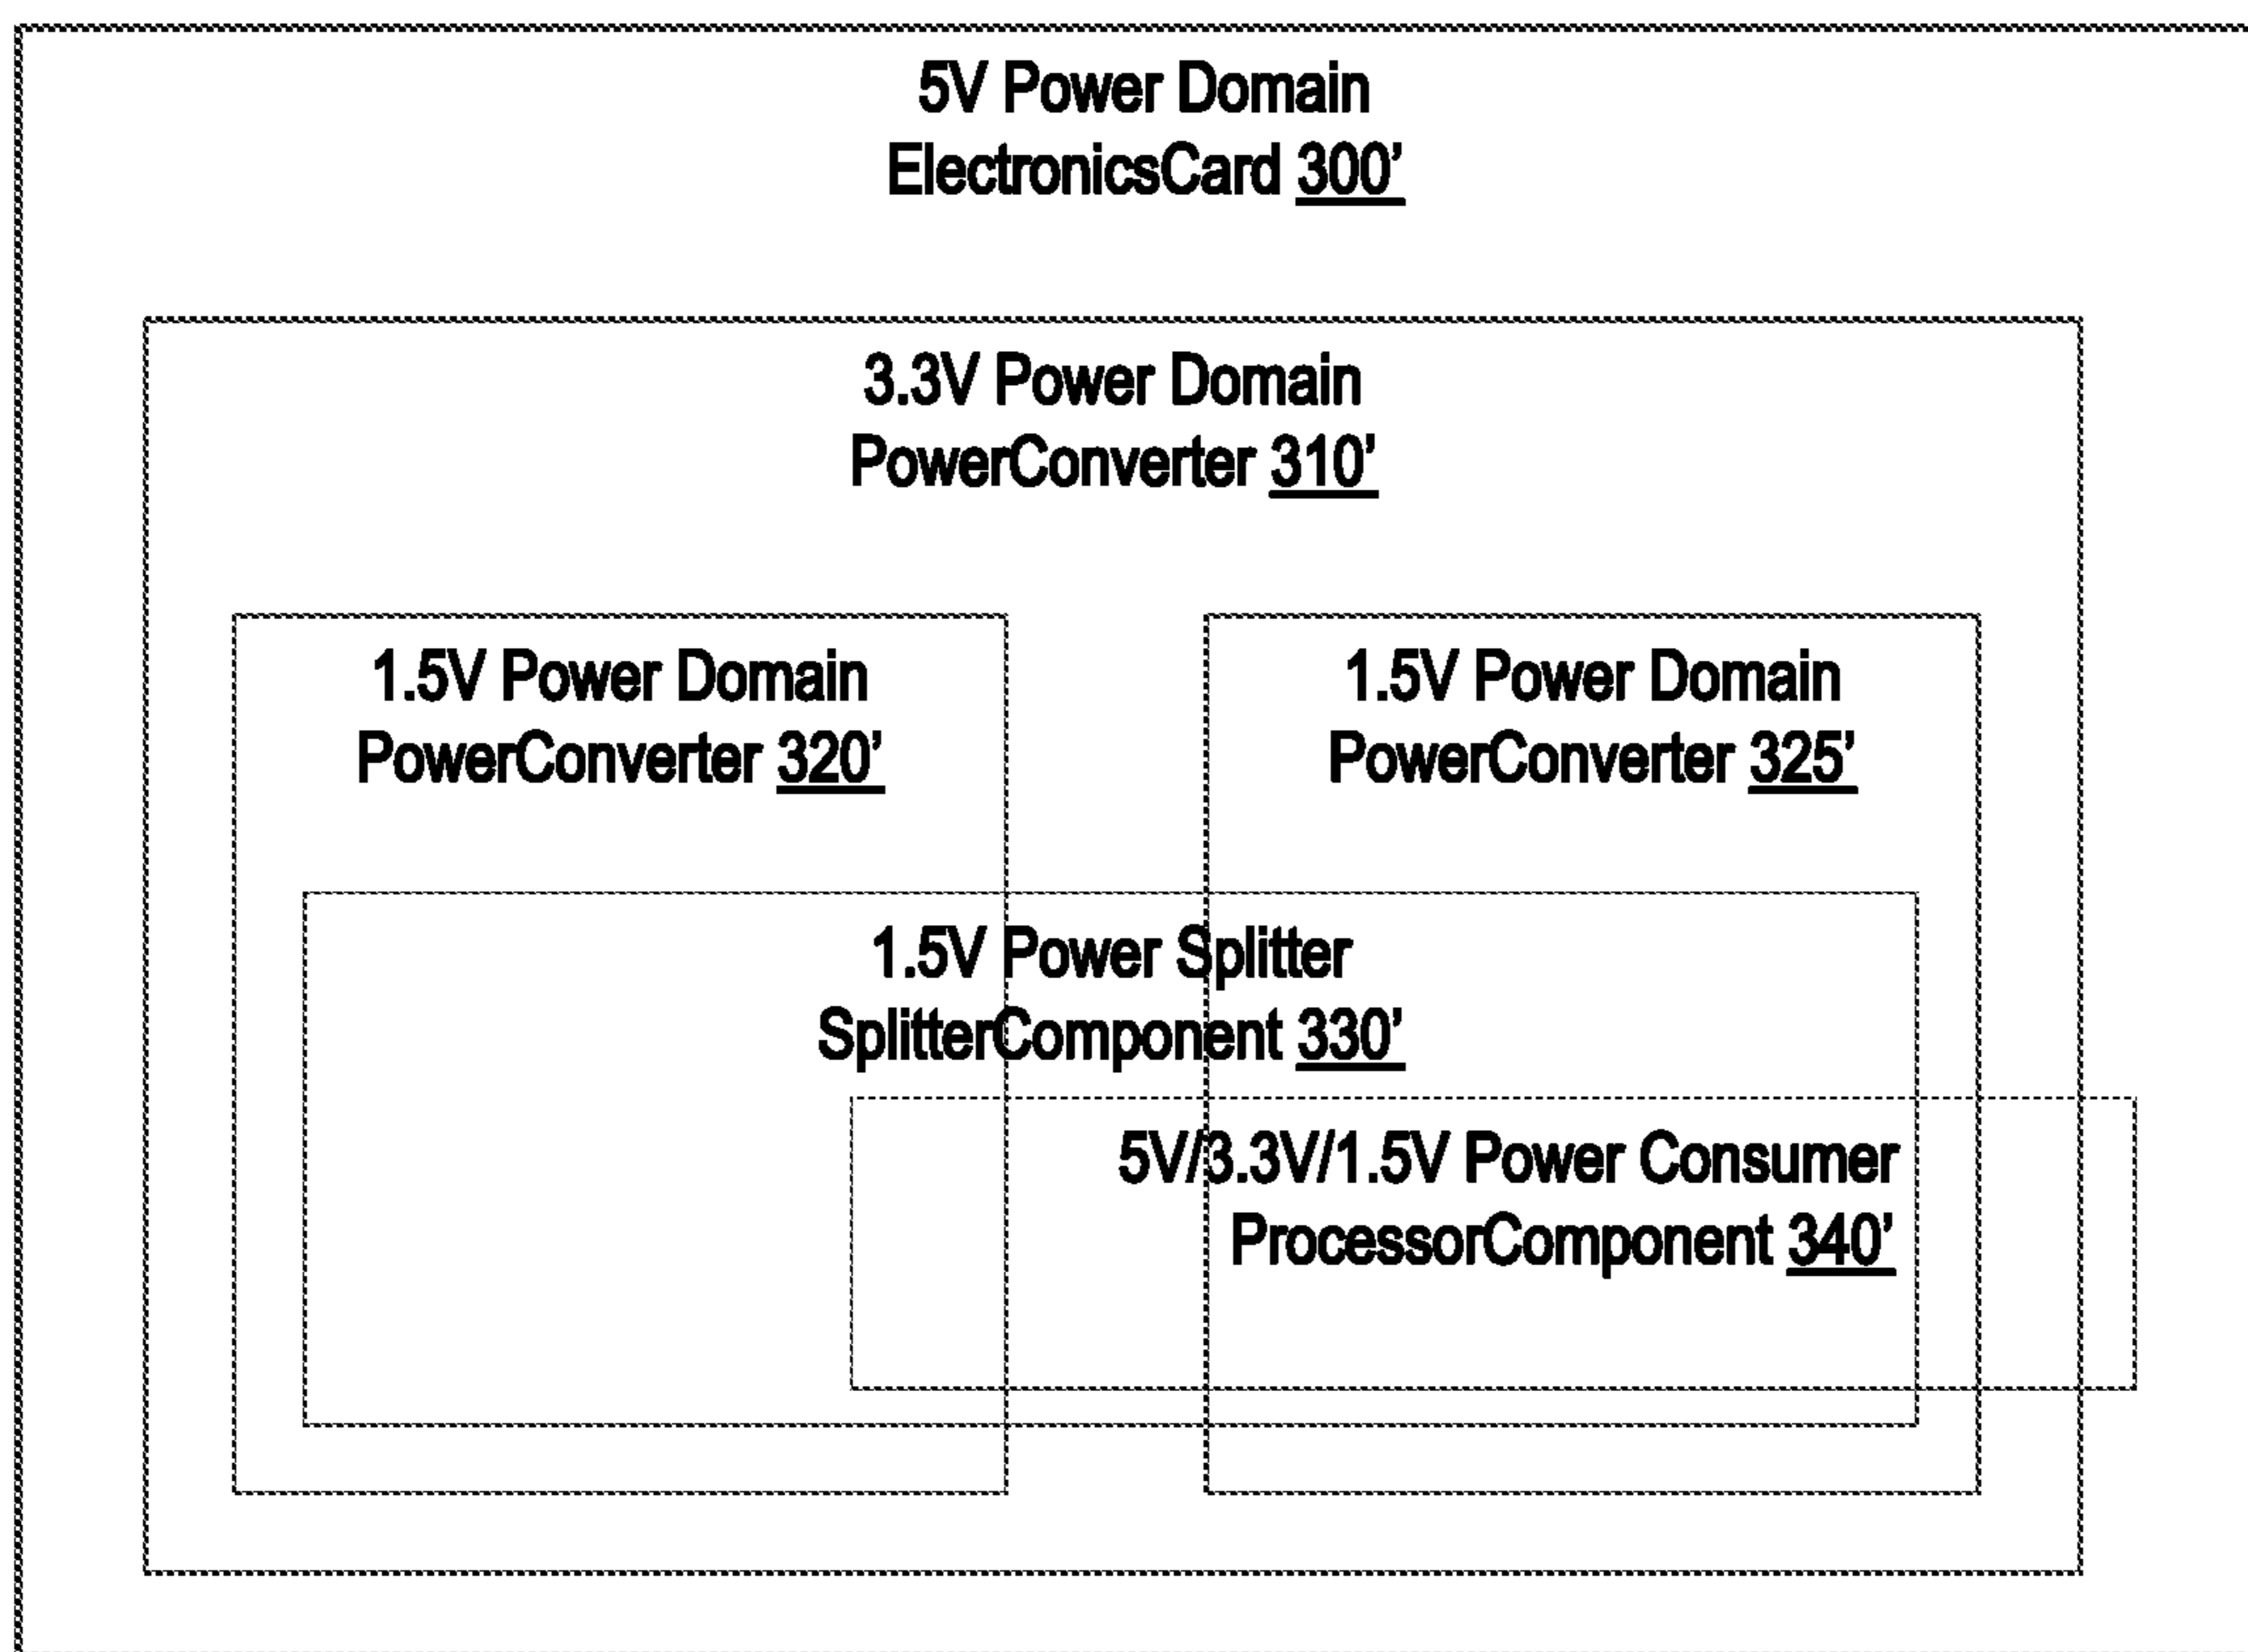 5V Power Domain
ElectronicsCard 300’
3.3V Power Domain
PowerConverter 310’
1.5V Power Domain
PowerConverter 320’
1.5V Power Domain
PowerConverter 325’
1.5V Power Splitter
SplitterComponent 330’
5V/3.3V/1.5V Power Consumer
ProcessorComponent 340’